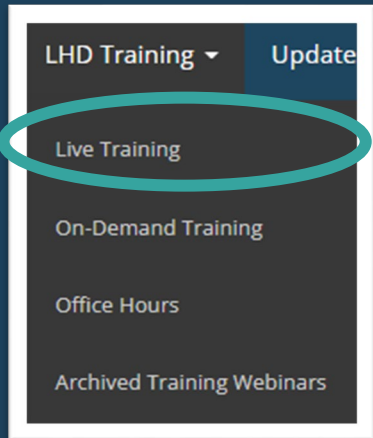 LHD Training Update
Live Training
On-Demand Training
Office Hours
Archived Training Webinars